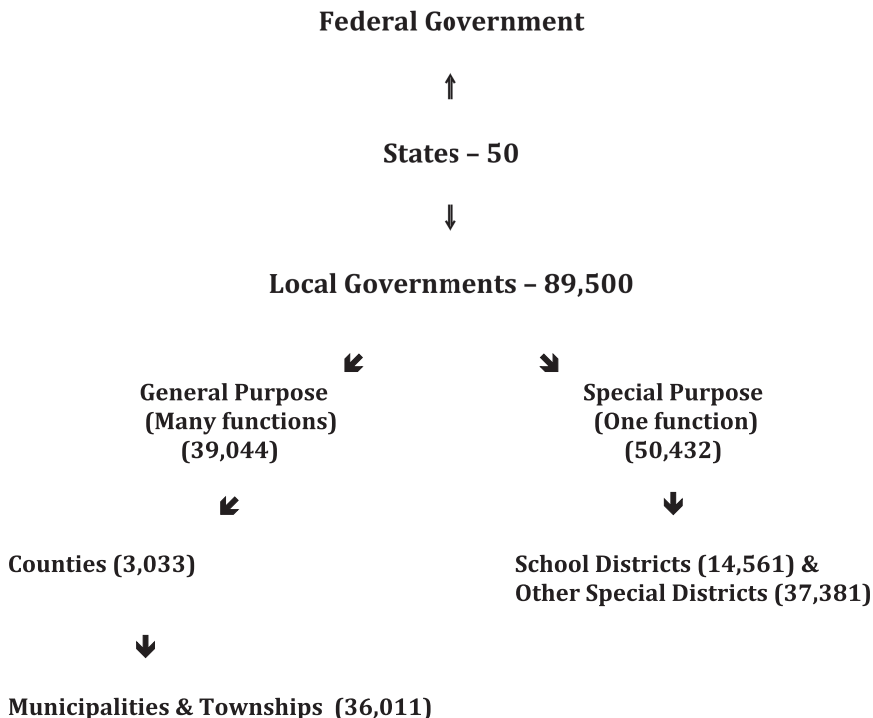 Federal Government
⇑
States – 50
⇓
Local Governments – 89,500
General Purpose
(Many functions)
(39,044)
Special Purpose
(One function)
(50,432)
Counties (3,033)
School Districts (14,561) &
Other Special Districts (37,381)
Municipalities & Townships (36,011)